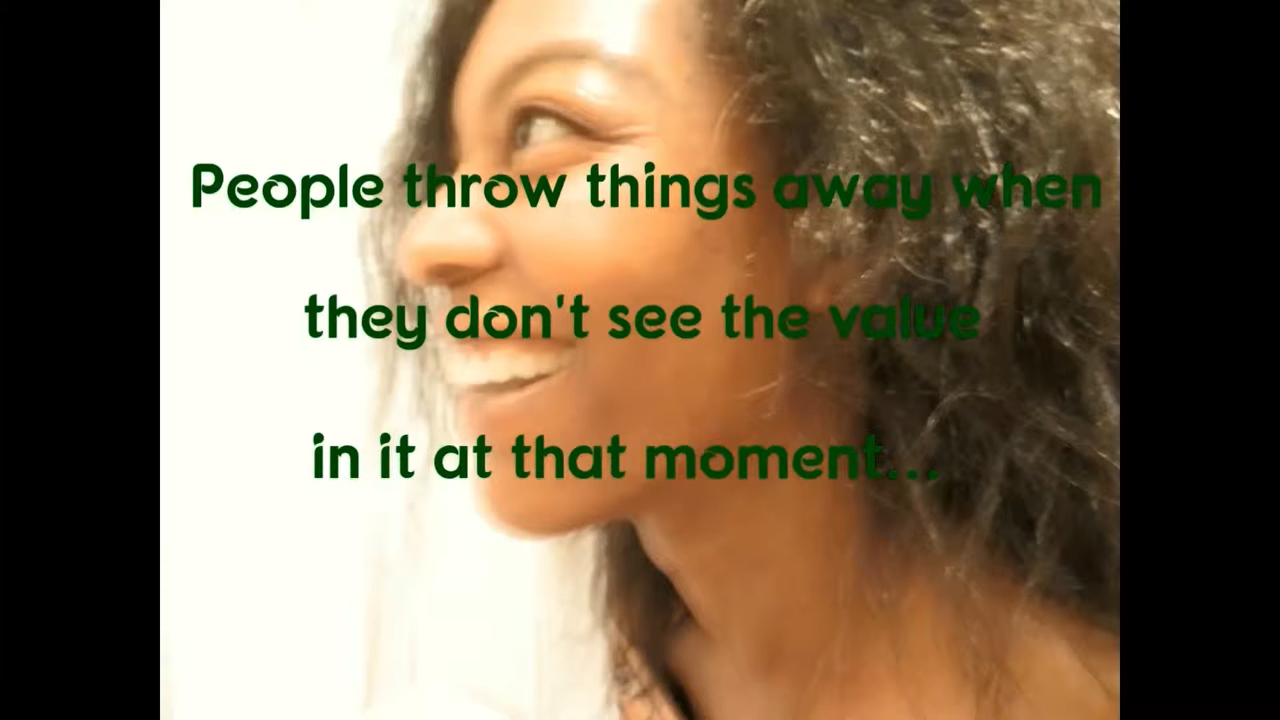 People throw things away when
they don't see the value
in it at that moment...